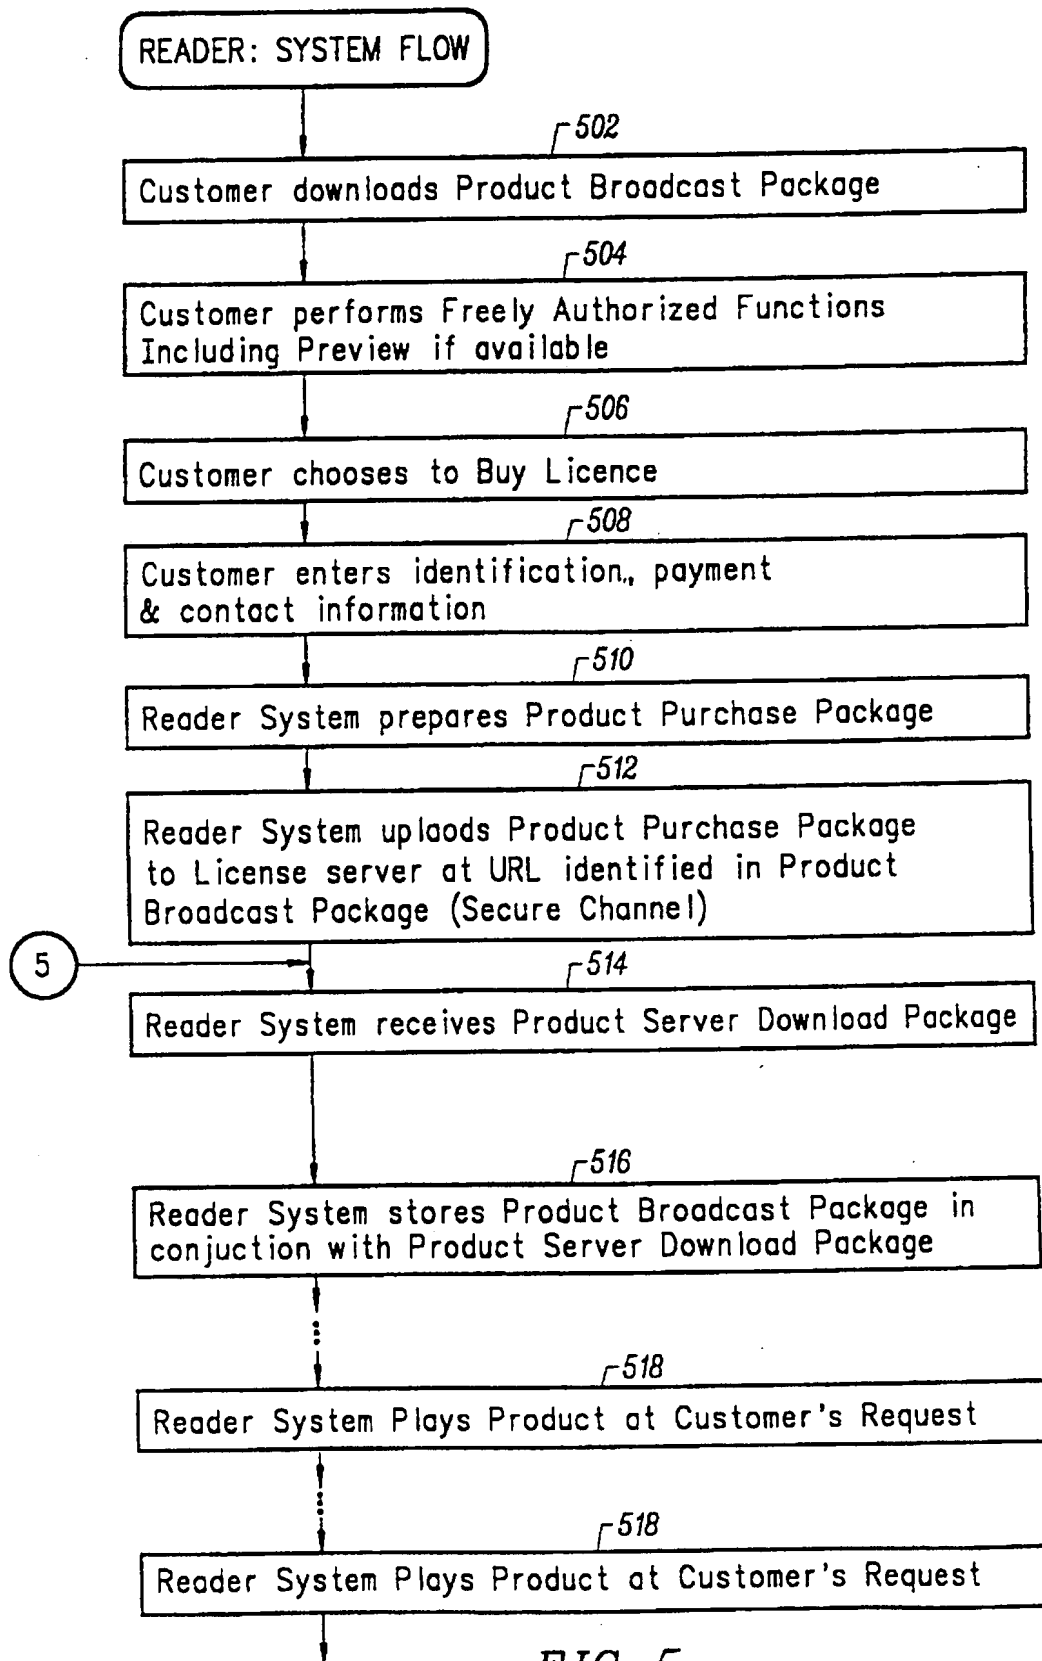 READER: SYSTEM FLOW
502
Customer downloads Product Broadcast Package
504
Customer performs Freely Authorized Functions
Including Preview if available
506
Customer chooses to Buy Licence
508
Customer enters identification,, payment
& contact information
510
Reader System prepares Product Purchase Package
512
Reader System uplaods Product Purchase Package
to License server at URL identified in Product
Broadcast Package (Secure Channel)
5
514
Reader System receives Product Server Download Package
516
Reader System stores Product Broadcast Package in
conjuction with Product Server Download Package
518
Reader System Plays Product at Customer's Request
518
Reader System Plays Product at Customer's Request
FIG. 5